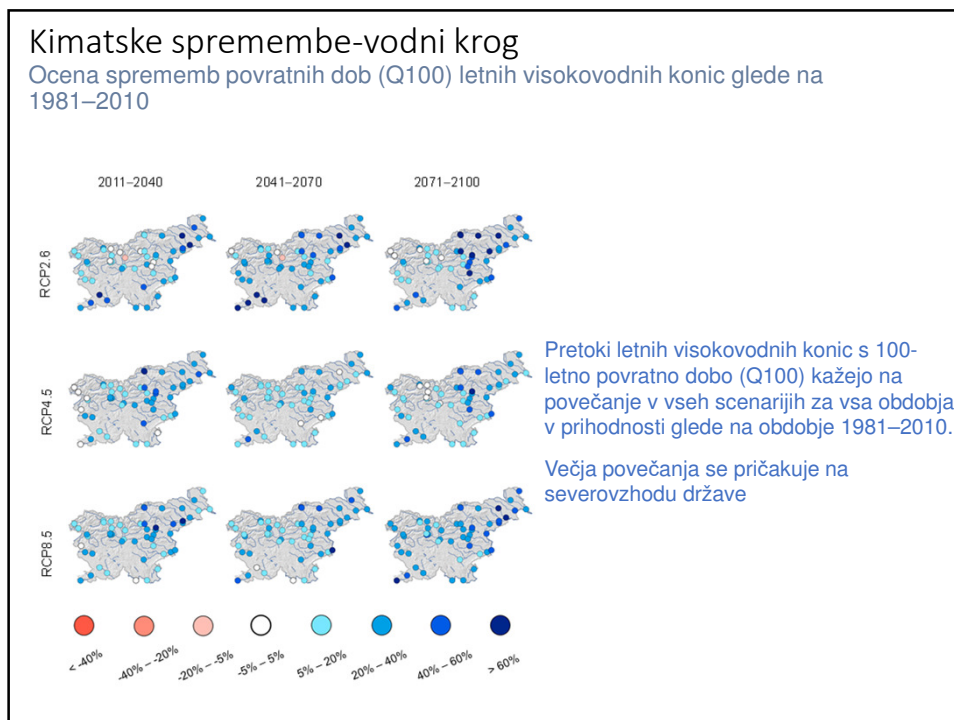 Kimatske spremembe-vodni krog
Ocena sprememb povratnih dob (Q100) letnih visokovodnih konic glede na
1981–2010
2011–2040
2041–2070
2071–2100
RCP2.6
RCP4.5
RCP8.5
Pretoki letnih visokovodnih konic s 100-
letno povratno dobo (Q100) kažejo na
povečanje v vseh scenarijih za vsa obdobja
v prihodnosti glede na obdobje 1981–2010.
Večja povečanja se pričakuje na
severovzhodu države
< -40%
-40% – -20%
-20% – -5%
-5% – 5%
5% – 20%
20% – 40%
40% – 60%
> 60%